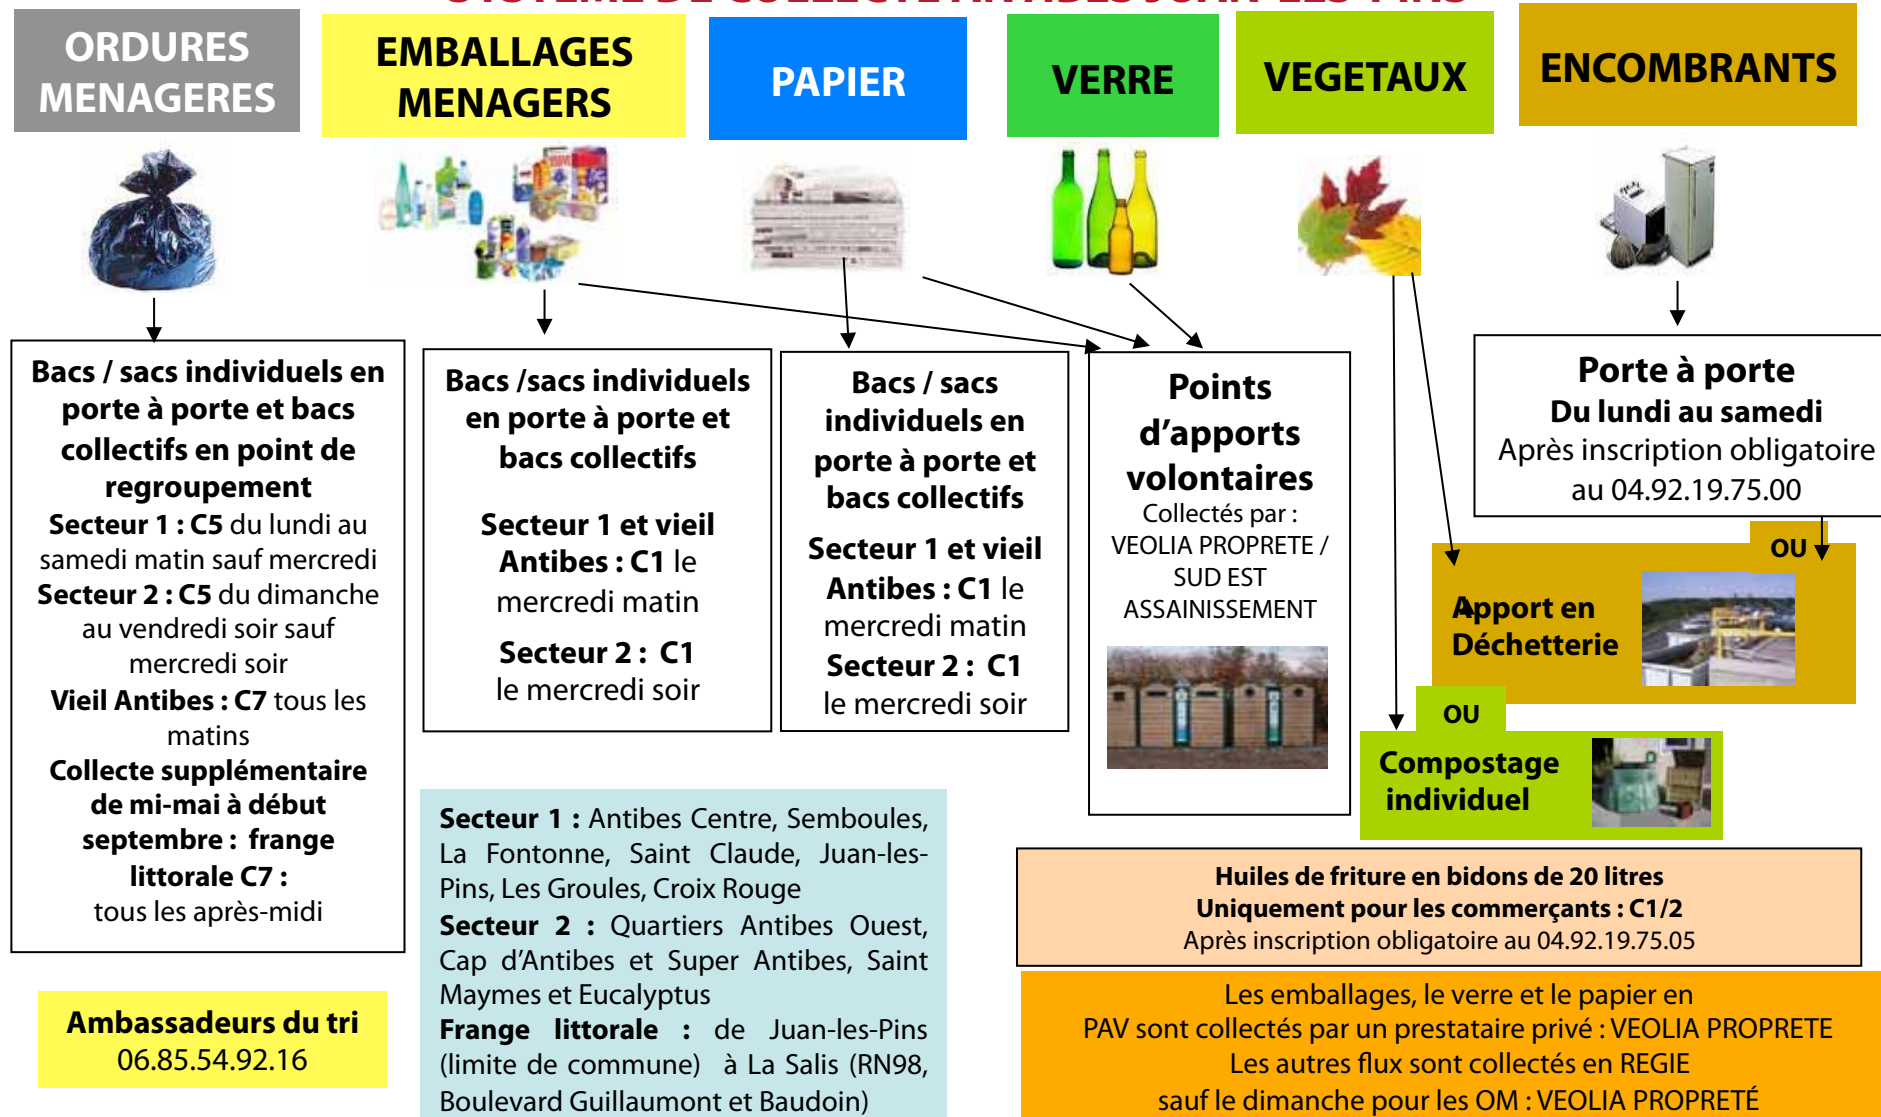 SYSTEME DE COLLECTE ANTIBES JUAN-LES-PINS
ORDURES
MENAGERES
EMBALLAGES
MENAGERS
PAPIER
VERRE
VEGETAUX
ENCOMBRANTS
Bacs / sacs individuels en
porte à porte et bacs
collectifs en point de
regroupement
Secteur 1 : C5 du lundi au
samedi matin sauf mercredi
Secteur 2 : C5 du dimanche
au vendredi soir sauf
mercredi soir
Vieil Antibes : C7 tous les
matins
Collecte supplémentaire
de mi-mai à début
septembre : frange
littorale C7 :
tous les après-midi
Bacs /sacs individuels
en porte à porte et
bacs collectifs
Secteur 1 et vieil
Antibes : C1 le
mercredi matin
Secteur 2 : C1
le mercredi soir
Bacs / sacs
individuels en
porte à porte et
bacs collectifs
Secteur 1 et vieil
Antibes : C1 le
mercredi matin
Secteur 2 : C1
le mercredi soir
Points
d’apports
volontaires
Collectés par :
VEOLIA PROPRETE /
SUD EST
ASSAINISSEMENT
Porte à porte
Du lundi au samedi
Après inscription obligatoire
au 04.92.19.75.00
OU
Apport en
Déchetterie
OU
Compostage
individuel
Secteur 1 : Antibes Centre, Semboules,
La Fontonne, Saint Claude, Juan-les-
Pins, Les Groules, Croix Rouge
Secteur 2 : Quartiers Antibes Ouest,
Cap d’Antibes et Super Antibes, Saint
Maymes et Eucalyptus
Frange littorale : de Juan-les-Pins
(limite de commune) à La Salis (RN98,
Boulevard Guillaumont et Baudoin)
Huiles de friture en bidons de 20 litres
Uniquement pour les commerçants : C1/2
Après inscription obligatoire au 04.92.19.75.05
Ambassadeurs du tri
06.85.54.92.16
Les emballages, le verre et le papier en
PAV sont collectés par un prestataire privé : VEOLIA PROPRETE
Les autres flux sont collectés en REGIE
sauf le dimanche pour les OM : VEOLIA PROPRETÉ